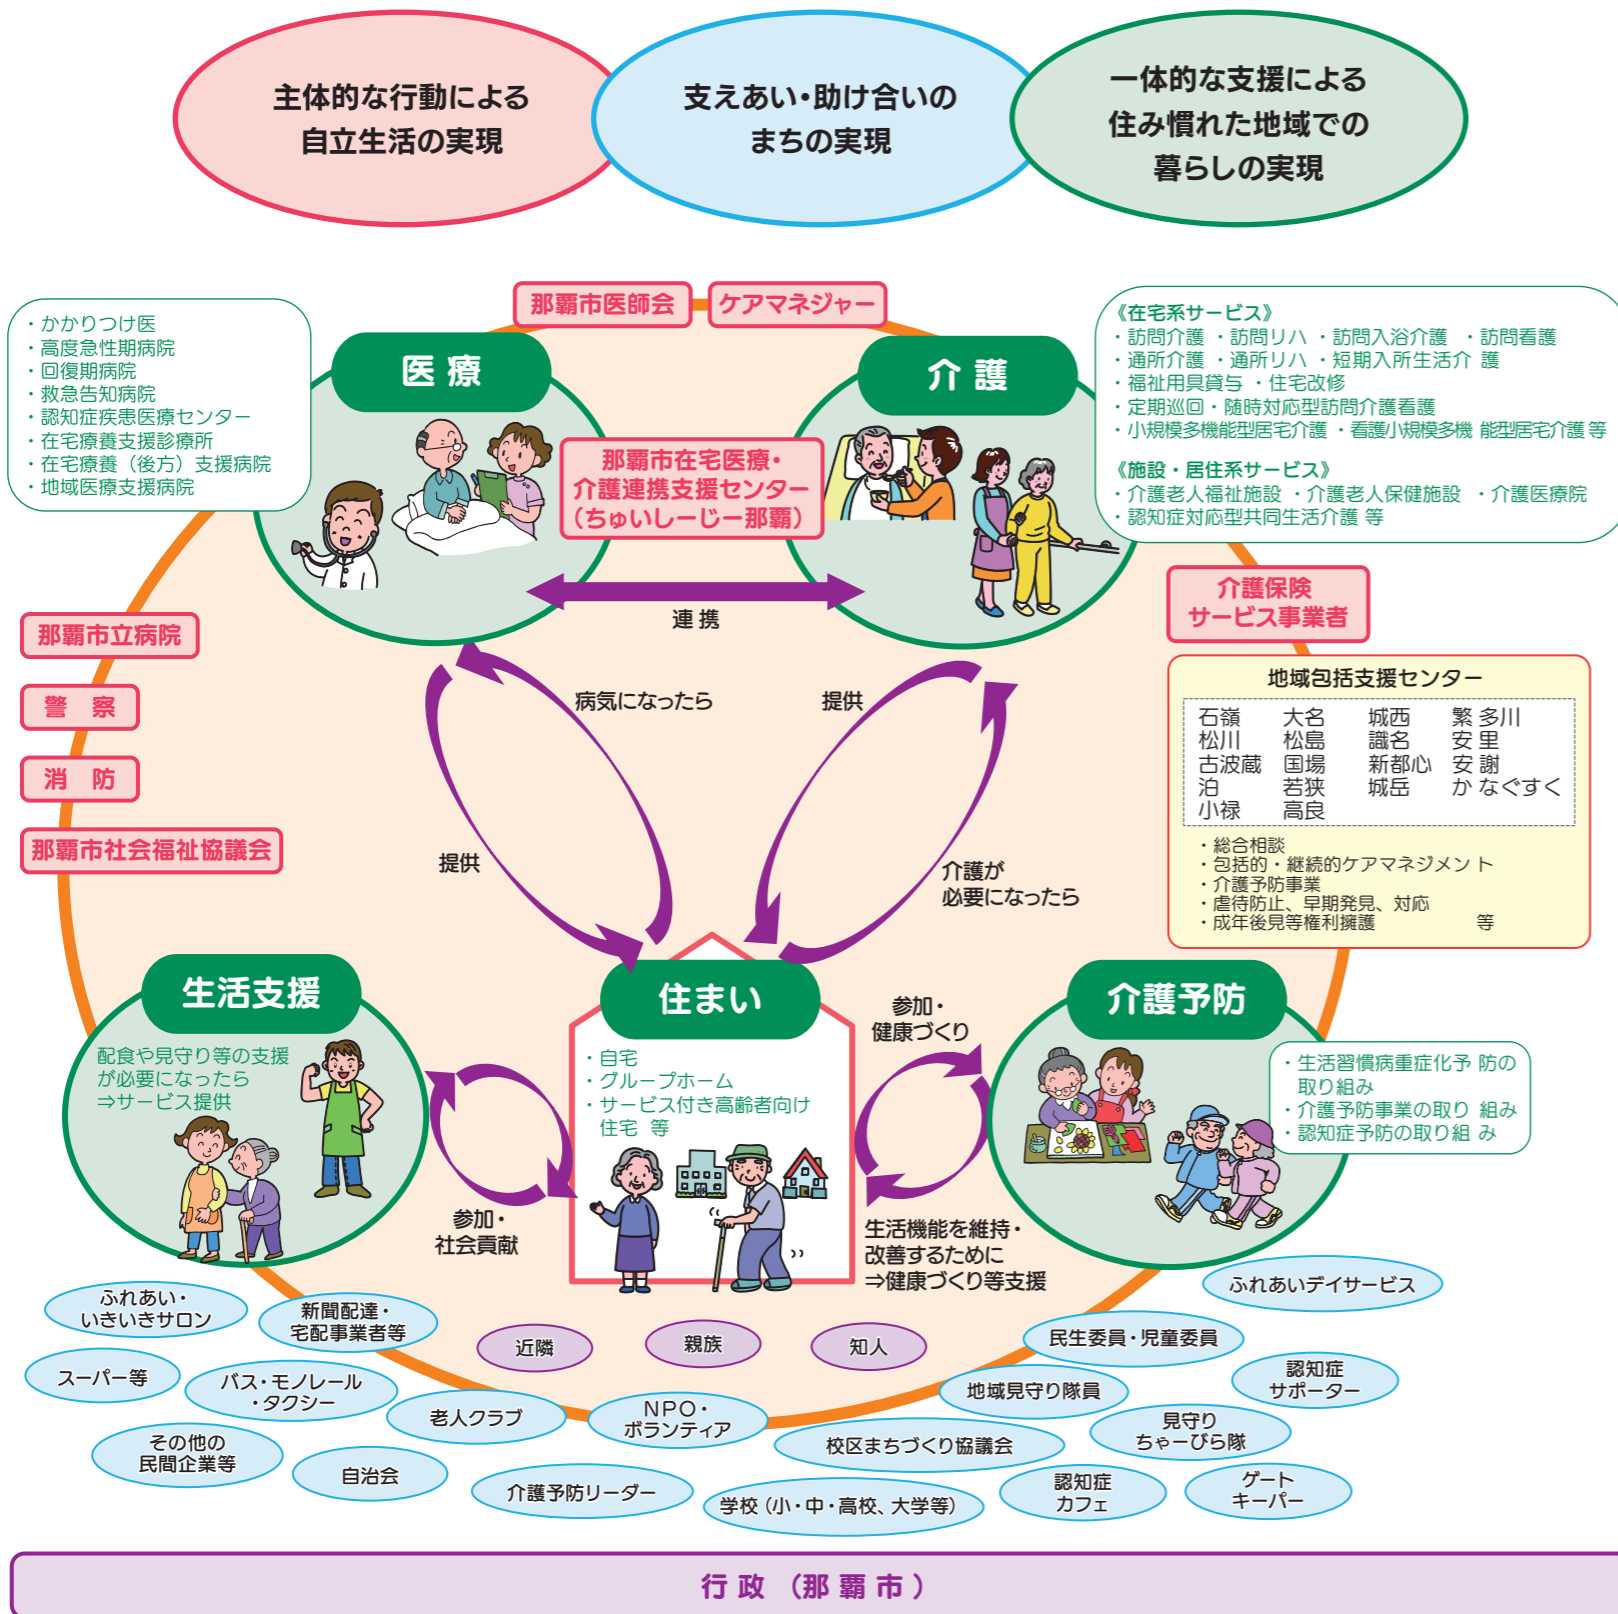 主体的な行動による
自立生活の実現
支えあい・助け合いの
まちの実現
一体的な支援による
住み慣れた地域での
暮らしの実現
那覇市医師会
ケアマネジャー
・かかりつけ医
・高度急性期病院
・回復期病院
・救急告知病院
・認知症疾患医療センター
・在宅療養支援診療所
・在宅療養（後方）支援病院
・地域医療支援病院
医療
介護
《在宅系サービス》
・訪問介護 ・訪問リハ ・訪問入浴介護 ・訪問看護
・通所介護 ・通所リハ ・短期入所生活介 護
・福祉用具貸与 ・住宅改修
・定期巡回・随時対応型訪問介護看護
・小規模多機能型居宅介護 ・看護小規模多機 能型居宅介護 等
《施設・居住系サービス》
・介護老人福祉施設 ・介護老人保健施設 ・介護医療院
・認知症対応型共同生活介護 等
那覇市在宅医療・
介護連携支援センター
（ちゅいしーじー那覇）
連携
介護保険
サービス事業者
那覇市立病院
警 察
消 防
那覇市社会福祉協議会
病気になったら
提供
提供
介護が
必要になったら
地域包括支援センター
石嶺 大名 城西 繁多川
松川 松島 識名 安里
古波蔵 国場 新都心 安謝
泊 若狭 城岳 かなぐすく
小禄 高良
・総合相談
・包括的・継続的ケアマネジメント
・介護予防事業
・虐待防止、早期発見、対応
・成年後見等権利擁護 等
生活支援
配食や見守り等の支援
が必要になったら
⇒サービス提供
参加・
社会貢献
住まい
・自宅
・グループホーム
・サービス付き高齢者向け
住宅 等
参加・
健康づくり
生活機能を維持・
改善するために
⇒健康づくり等支援
介護予防
・生活習慣病重症化予 防の
取り組み
・介護予防事業の取り 組み
・認知症予防の取り組 み
ふれあい・
いきいきサロン
新聞配達・
宅配事業者等
近隣
親族
知人
民生委員・児童委員
ふれあいデイサービス
スーパー等
バス・モノレール
・タクシー
老人クラブ
NPO・
ボランティア
地域見守り隊員
認知症
サポーター
その他の
民間企業等
自治会
介護予防リーダー
校区まちづくり協議会
見守り
ちゃーびら隊
学校（小・中・高校、大学等）
認知症
カフェ
ゲート
キーパー
行政（那覇市）